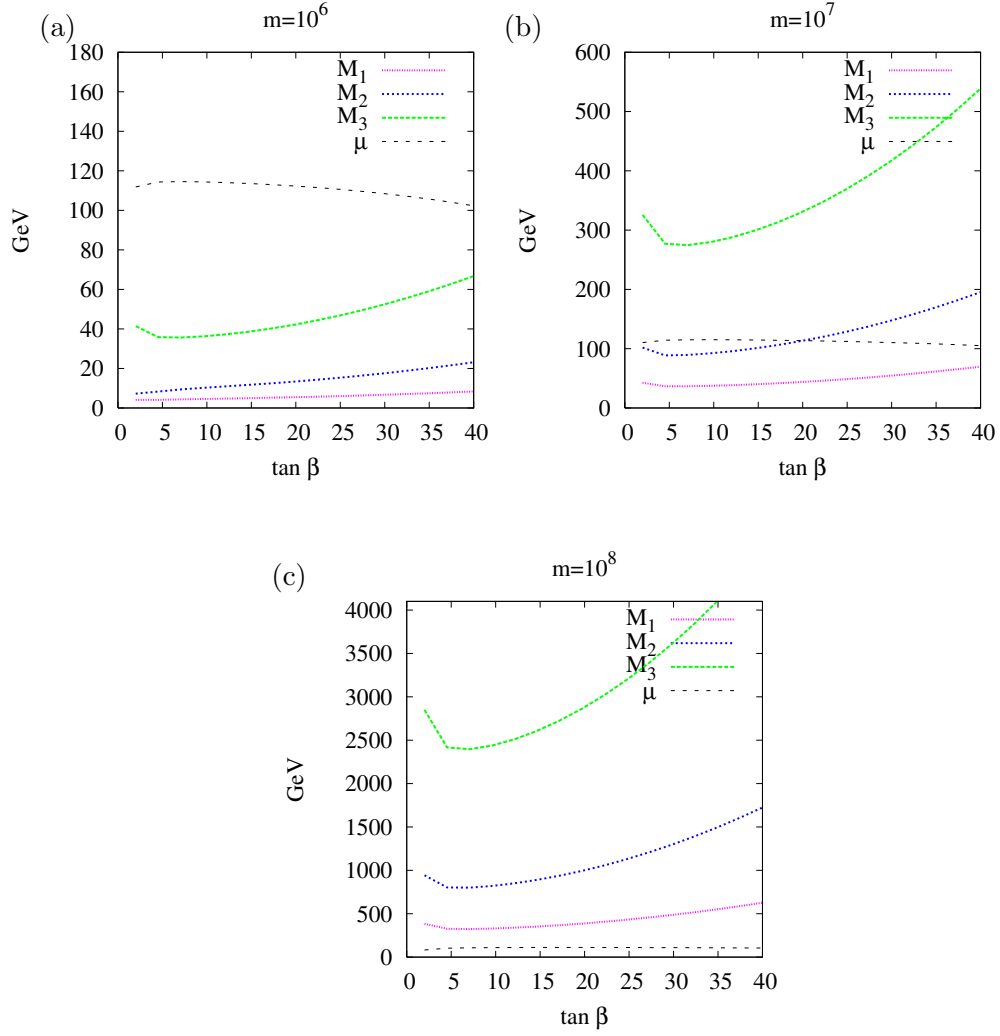 (a)
m=10^6
GeV
180
160
140
120
100
80
60
40
20
0
M_1
M_2
M_3
μ
0 5 10 15 20 25 30 35 40
tan β
(b)
m=10^7
GeV
600
500
400
300
200
100
0
M_1
M_2
M_3
μ
0 5 10 15 20 25 30 35 40
tan β
(c)
m=10^8
GeV
4000
3500
3000
2500
2000
1500
1000
500
0
M_1
M_2
M_3
μ
0 5 10 15 20 25 30 35 40
tan β